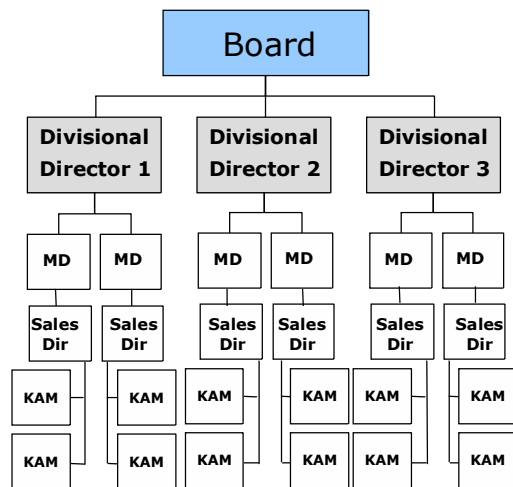 Board
Divisional
Director 1
Divisional
Director 2
Divisional
Director 3
MD
MD
MD
MD
MD
MD
Sales
Dir
Sales
Dir
Sales
Dir
Sales
Dir
Sales
Dir
Sales
Dir
KAM
KAM
KAM
KAM
KAM
KAM
KAM
KAM
KAM
KAM
KAM
KAM